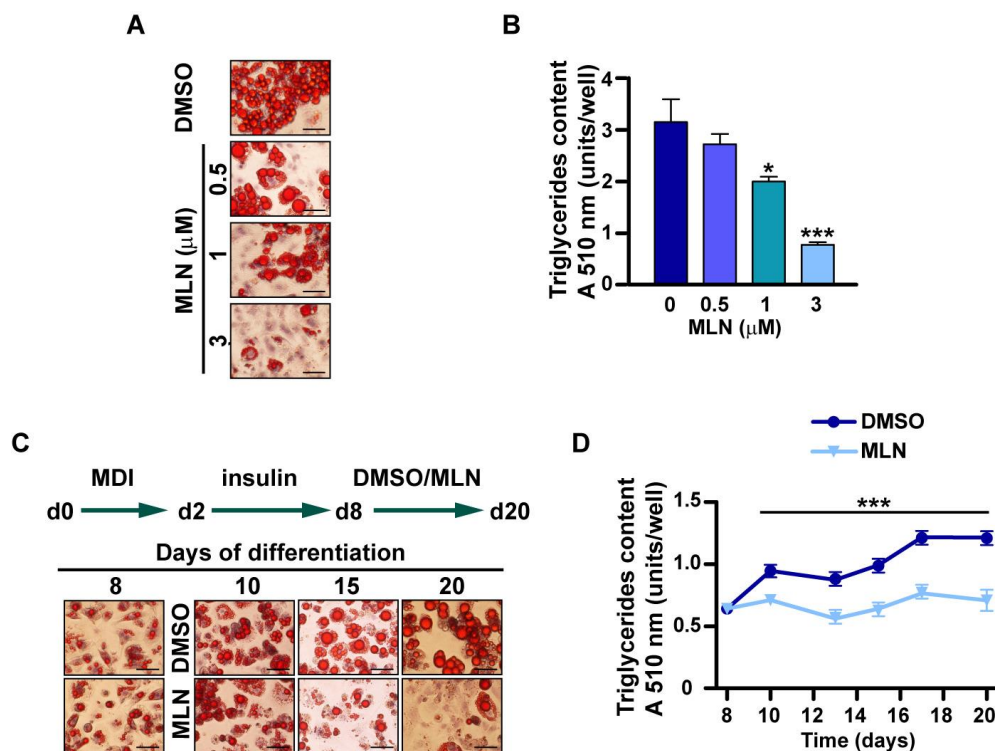 A
DMSO
MLN (μM)
0.5
1
3
B
Triglycerides content
A 510 nm (units/well)
4
3
2
1
0
*
***
0 0.5 1 3
MLN (μM)
C
MDI insulin DMSO/MLN
d0 d2 d8 d20
Days of differentiation
8 10 15 20
DMSO
MLN
D
DMSO
MLN
Triglycerides content
A 510 nm (units/well)
1.5
1.0
0.5
0
***
8 10 12 14 16 18 20
Time (days)